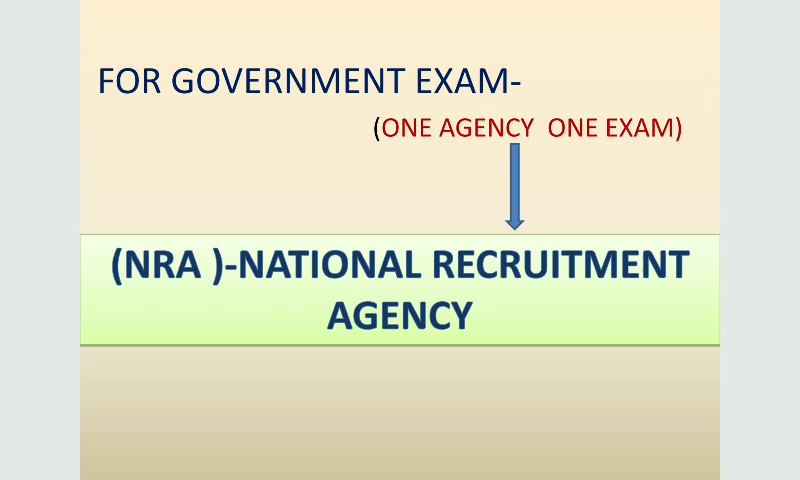 FOR GOVERNMENT EXAM-
(ONE AGENCY  ONE EXAM)
(NRA )-NATIONAL RECRUITMENT
AGENCY